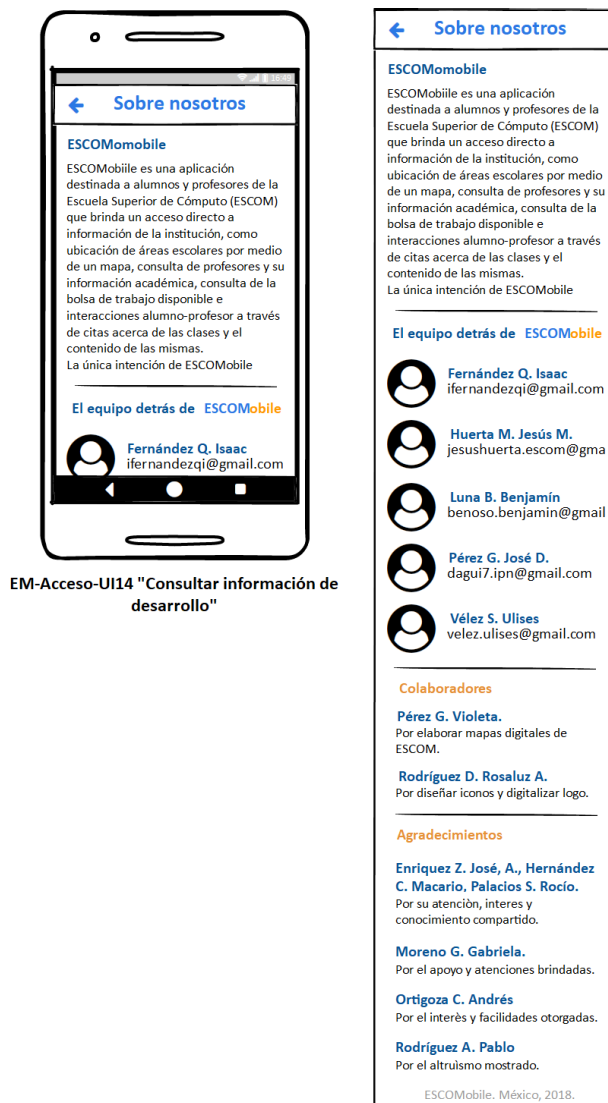 16:49
Sobre nosotros
ESCOMomobile
ESCOMobiile es una aplicación
destinada a alumnos y profesores de la
Escuela Superior de Cómputo (ESCOM)
que brinda un acceso directo a
información de la institución, como
ubicación de áreas escolares por medio
de un mapa, consulta de profesores y su
información académica, consulta de la
bolsa de trabajo disponible e
interacciones alumno-profesor a través
de citas acerca de las clases y el
contenido de las mismas.
La única intención de ESCOMobile
El equipo detrás de ESCOMobile
Fernández Q. Isaac
ifernandezqi@gmail.com
EM-Acceso-UI14 "Consultar información de
desarrollo"
Sobre nosotros
ESCOMomobile
ESCOMobiile es una aplicación
destinada a alumnos y profesores de la
Escuela Superior de Cómputo (ESCOM)
que brinda un acceso directo a
información de la institución, como
ubicación de áreas escolares por medio
de un mapa, consulta de profesores y su
información académica, consulta de la
bolsa de trabajo disponible e
interacciones alumno-profesor a través
de citas acerca de las clases y el
contenido de las mismas.
La única intención de ESCOMobile
El equipo detrás de ESCOMobile
Fernández Q. Isaac
ifernandezqi@gmail.com
Huerta M. Jesús M.
jesushuerta.escom@gma
Luna B. Benjamín
benoso.benjamin@gmail
Pérez G. José D.
dagui7.ipn@gmail.com
Vélez S. Ulises
velez.ulises@gmail.com
Colaboradores
Pérez G. Violeta.
Por elaborar mapas digitales de
ESCOM.
Rodríguez D. Rosaluz A.
Por diseñar iconos y digitalizar logo.
Agradecimientos
Enriquez Z. José, A., Hernández
C. Macario, Palacios S. Rocío.
Por su atenciòn, interes y
conocimiento compartido.
Moreno G. Gabriela.
Por el apoyo y atenciones brindadas.
Ortigoza C. Andrés
Por el interès y facilidades otorgadas.
Rodríguez A. Pablo
Por el altruìsmo mostrado.
ESCOMobile. México, 2018.